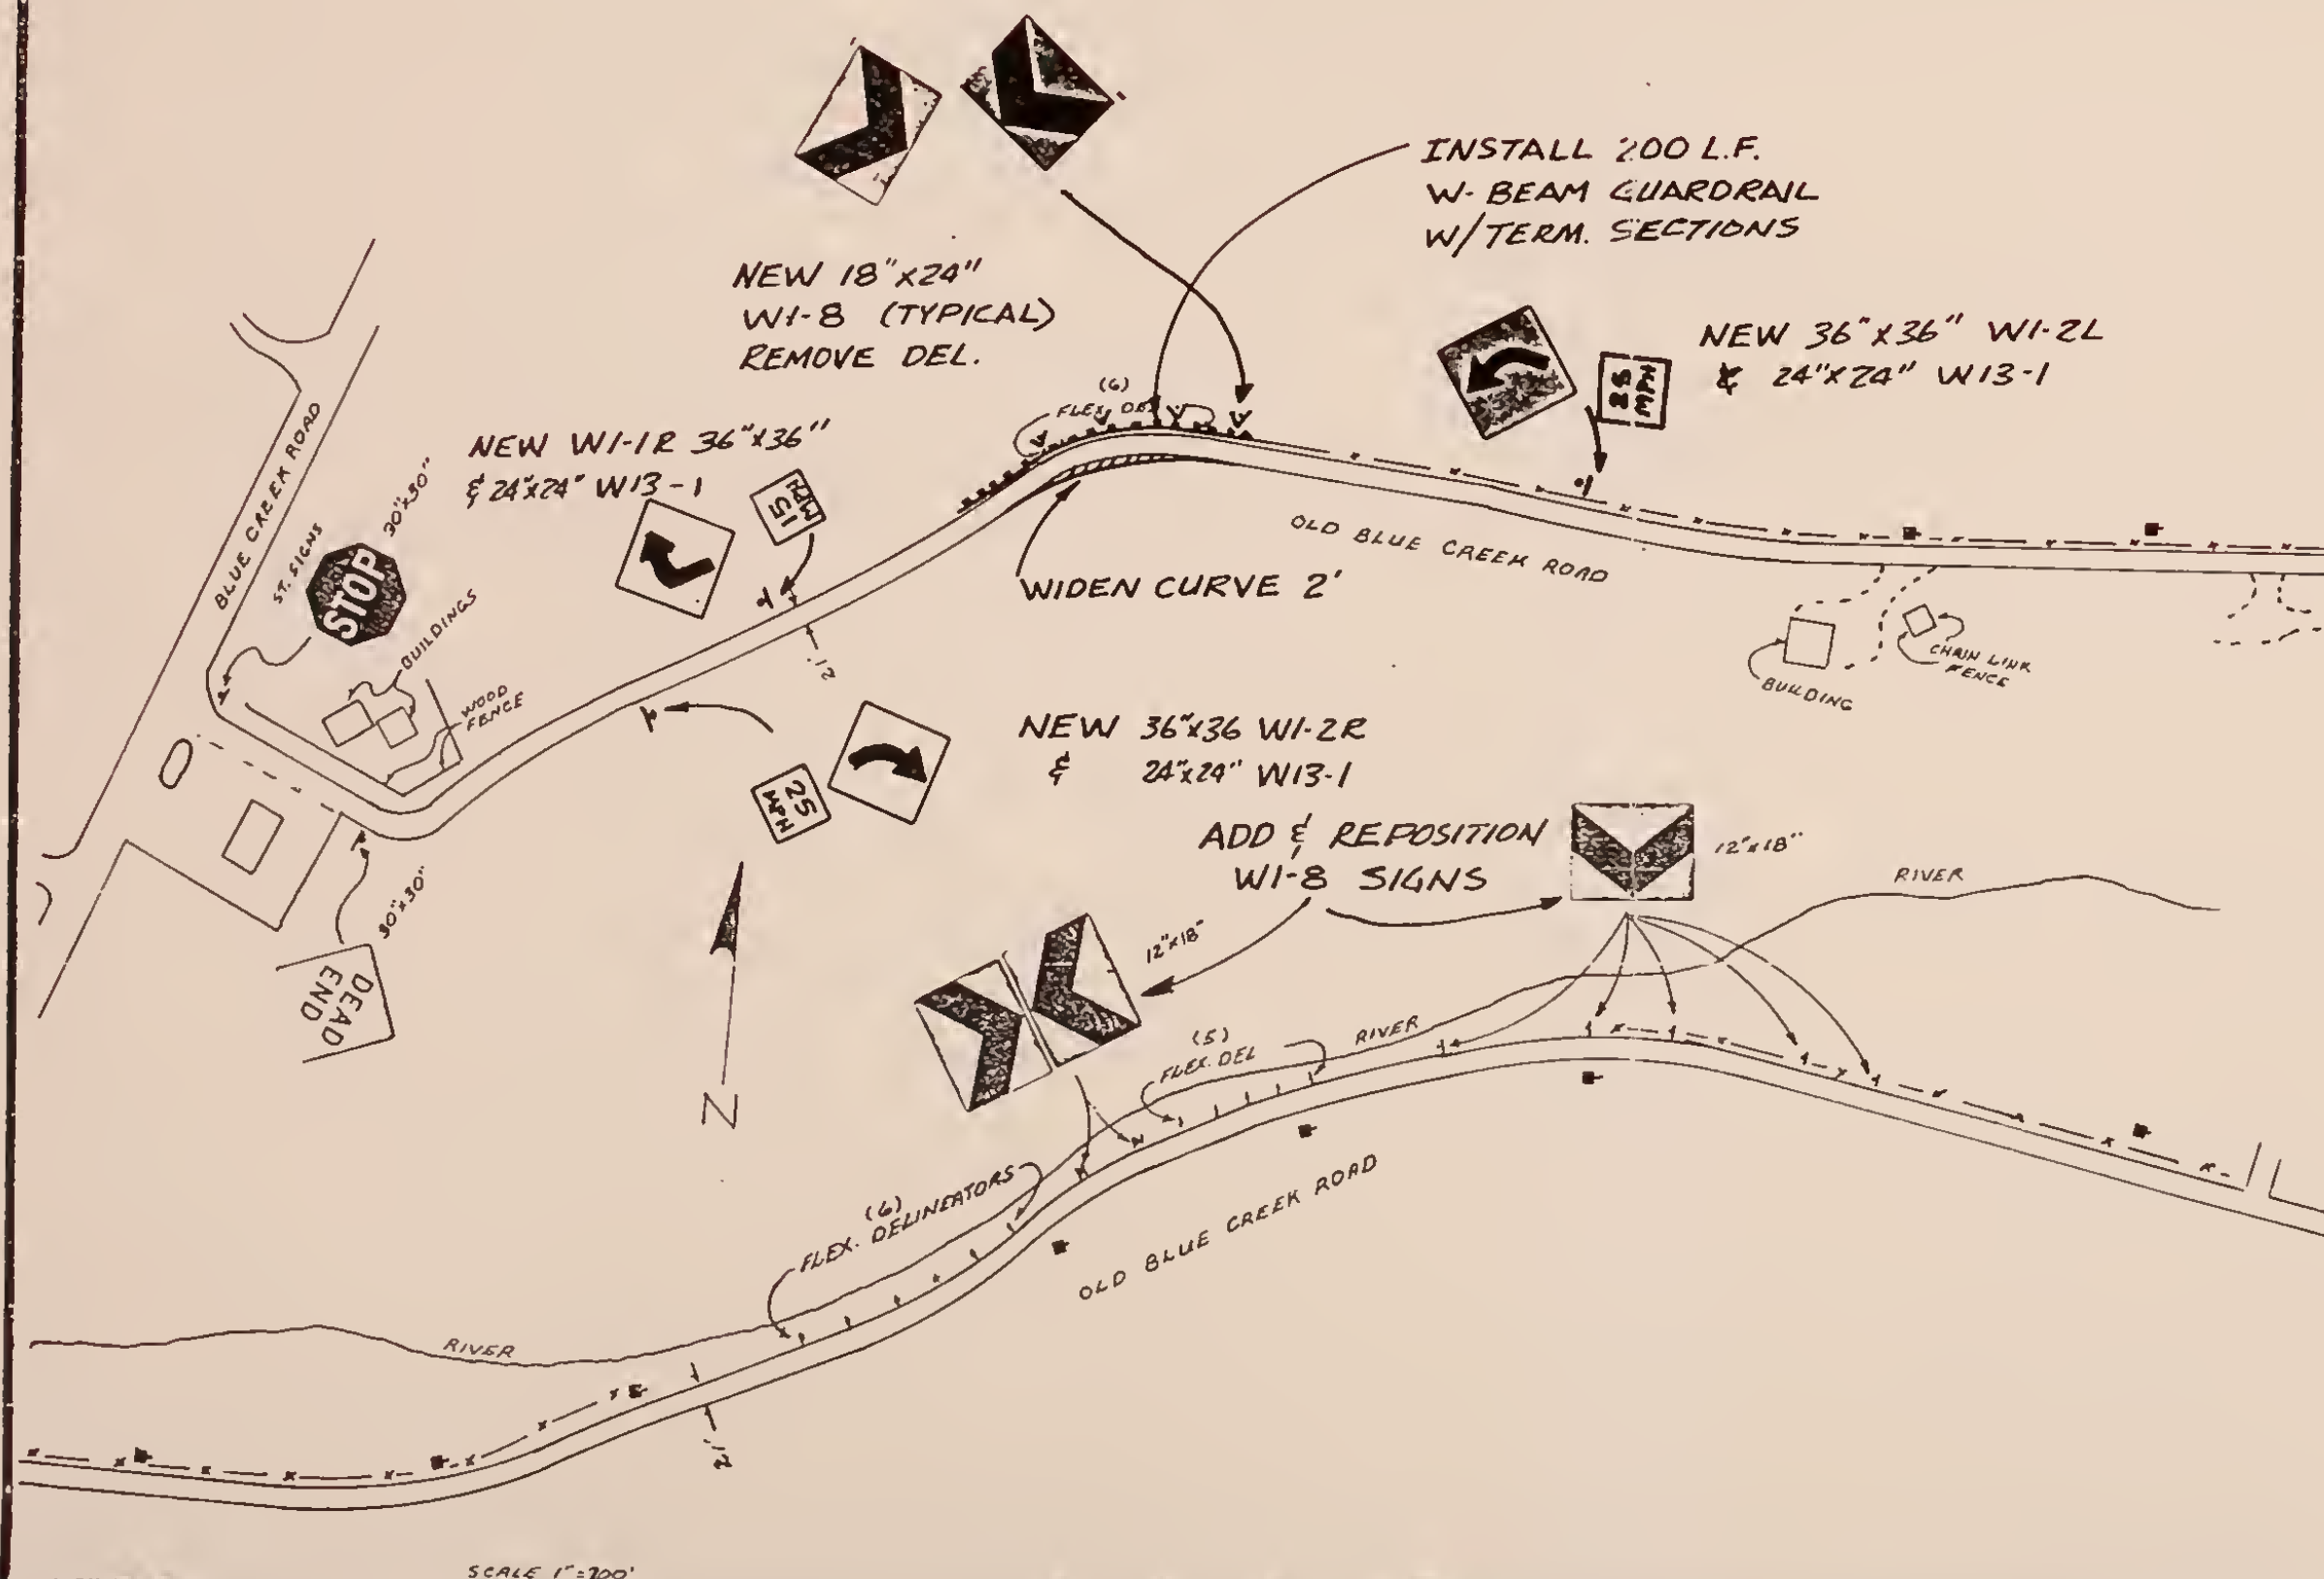 INSTALL 200 L.F.
W-BEAM GUARDRAIL
W/TERM. SECTIONS
NEW 18"x24"
W1-8 (TYPICAL)
REMOVE DEL.
NEW 36"x36" W1-2L
& 24"x24" W13-1
25
MPH
(6)
FLEX. DEL
NEW W1-1R 36"x36"
& 24"x24" W13-1
15
MPH
BLUE CREEK ROAD
ST. SIGNS
30"x30"
STOP
BUILDINGS
WOOD
FENCE
OLD BLUE CREEK ROAD
WIDEN CURVE 2'
12'
BUILDING
CHAIN LINK
FENCE
NEW 36"x36 W1-2R
& 24"x24" W13-1
25
MPH
ADD & REPOSITION
W1-8 SIGNS
12"x18"
12"x18"
RIVER
30"x30"
DEAD
END
N
(5)
FLEX. DEL
RIVER
(6)
FLEX. DELINEATORS
OLD BLUE CREEK ROAD
RIVER
12'
SCALE 1"=200'